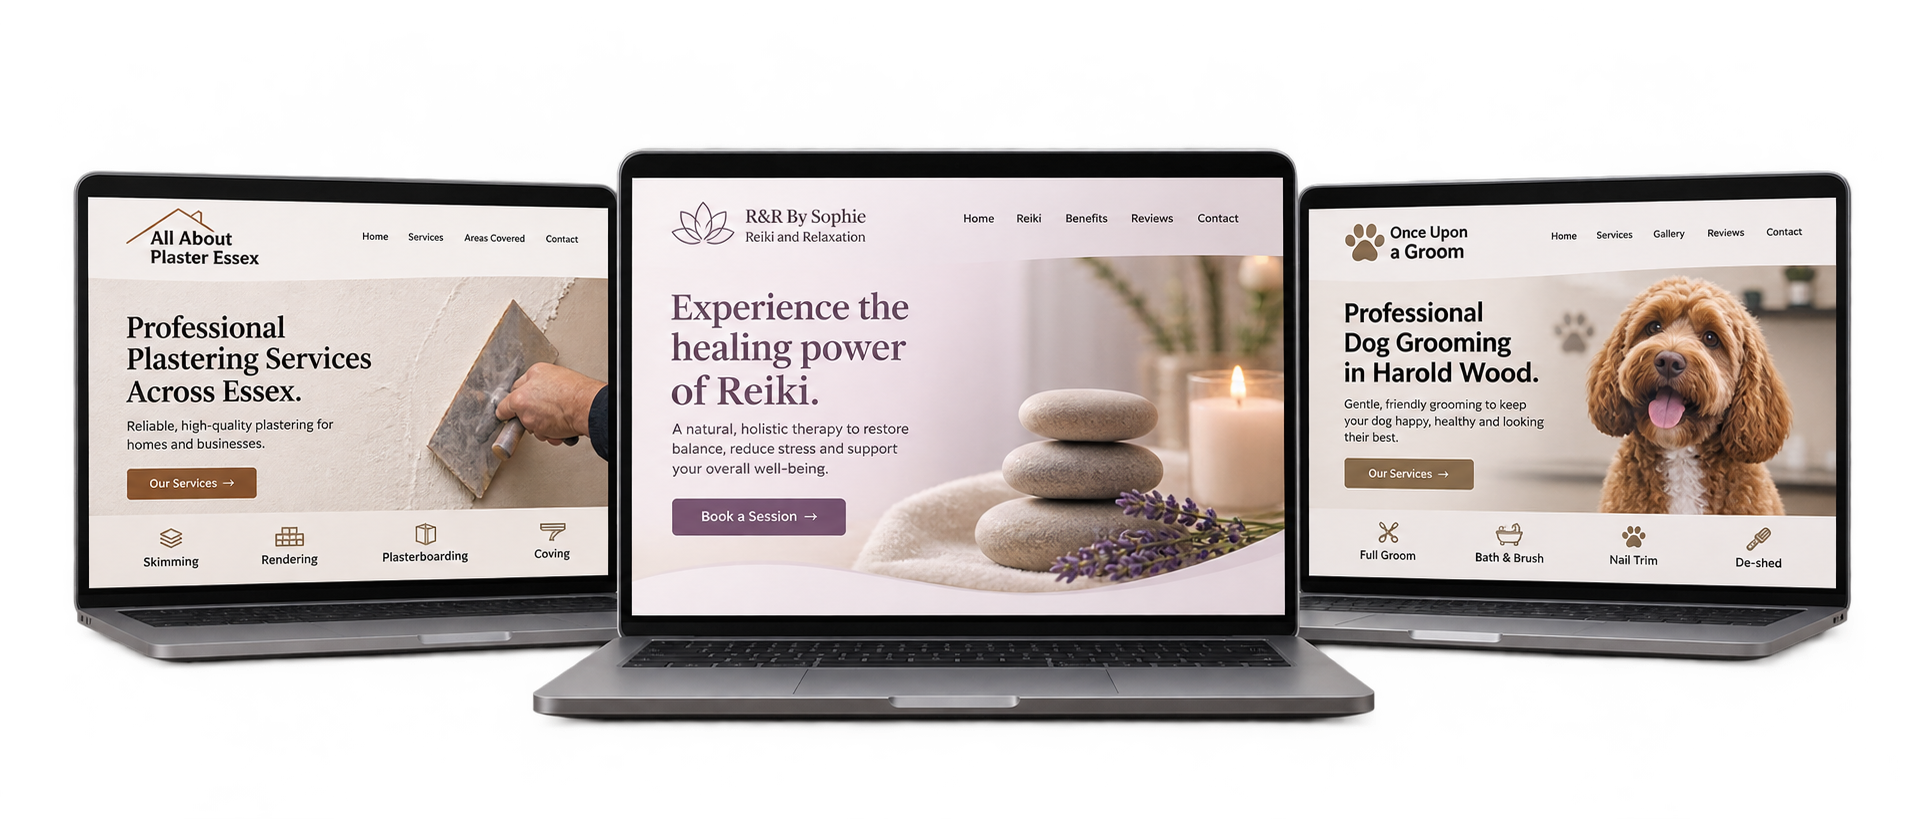 All About
Plaster Essex
Home Services Areas Covered Contact
Professional
Plastering Services
Across Essex.
Reliable, high-quality plastering for
homes and businesses.
Our Services →
Skimming Rendering Plasterboarding Coving
R&R By Sophie
Reiki and Relaxation
Home Reiki Benefits Reviews Contact
Experience the
healing power
of Reiki.
A natural, holistic therapy to restore
balance, reduce stress and support
your overall well-being.
Book a Session →
Once Upon
a Groom
Home Services Gallery Reviews Contact
Professional
Dog Grooming
in Harold Wood.
Gentle, friendly grooming to keep
your dog happy, healthy and looking
their best.
Our Services →
Full Groom Bath & Brush Nail Trim De-shed